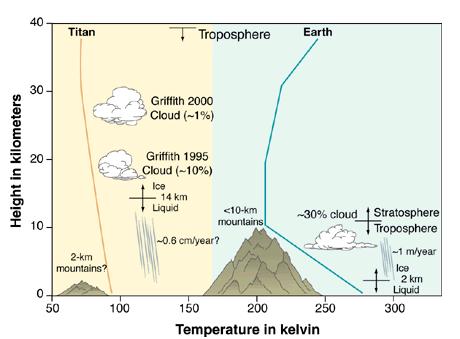 Titan
Troposphere
Earth
Griffith 2000
Cloud (~1%)
Griffith 1995
Cloud (~10%)
Ice
14 km
Liquid
~0.6 cm/year?
2-km
mountains?
<10-km
mountains
~30% cloud
Stratosphere
Troposphere
~1 m/year
Ice
2 km
Liquid
Height in kilometers
40
30
20
10
0
50
100
150
200
250
300
Temperature in kelvin